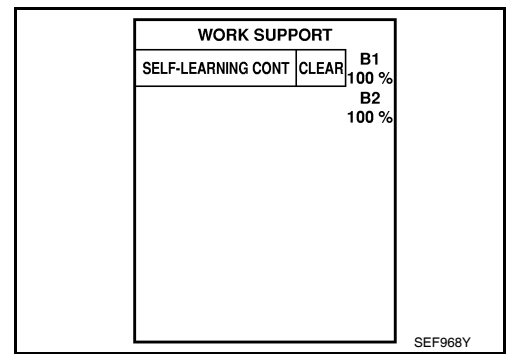 WORK SUPPORT
SELF-LEARNING CONT CLEAR B1
100 %
B2
100 %
SEF968Y